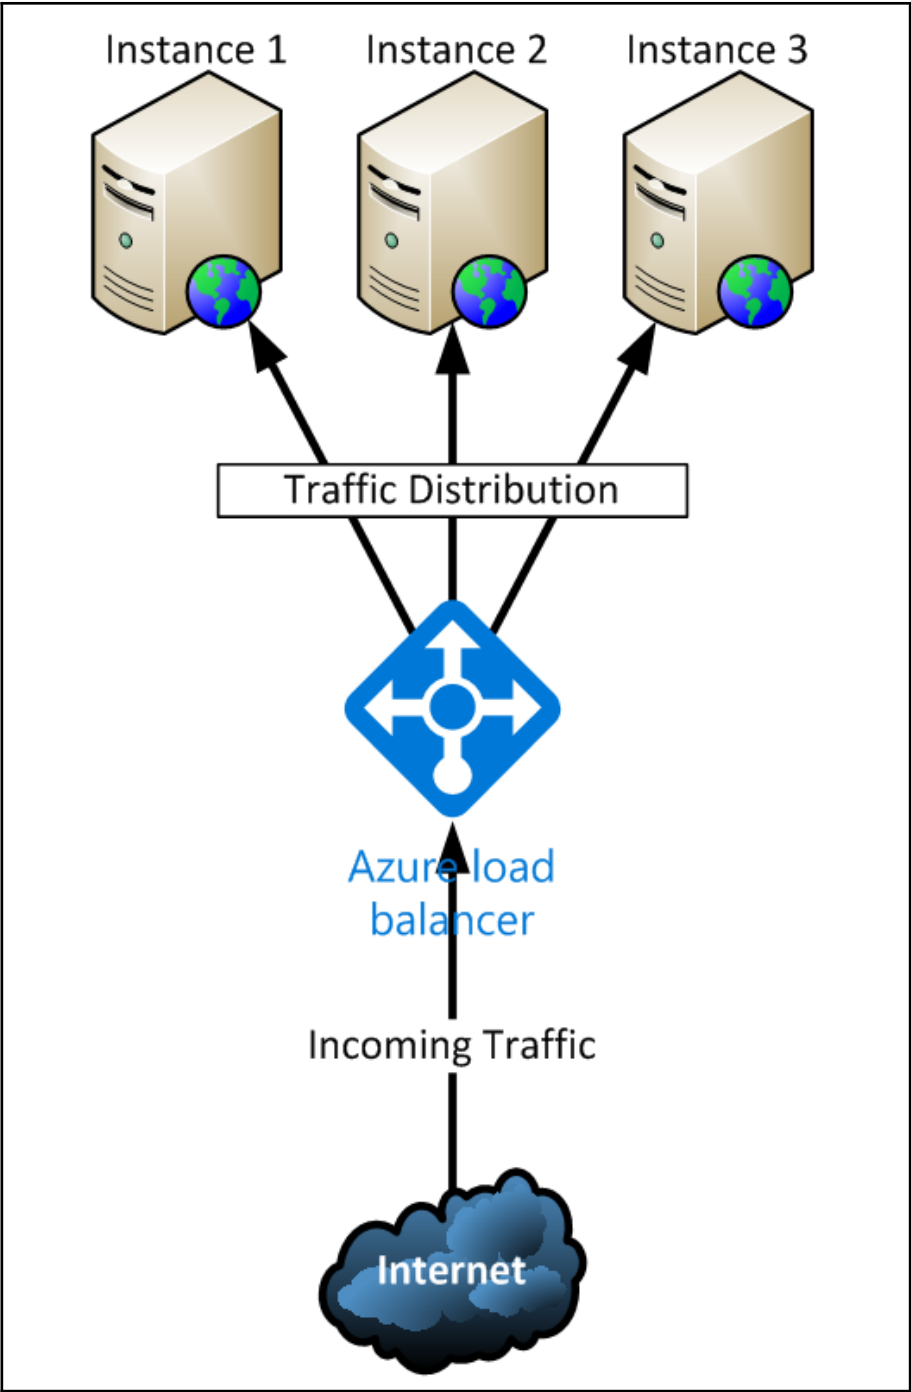 Instance 1 Instance 2 Instance 3
Traffic Distribution
Azure load
balancer
Incoming Traffic
Internet